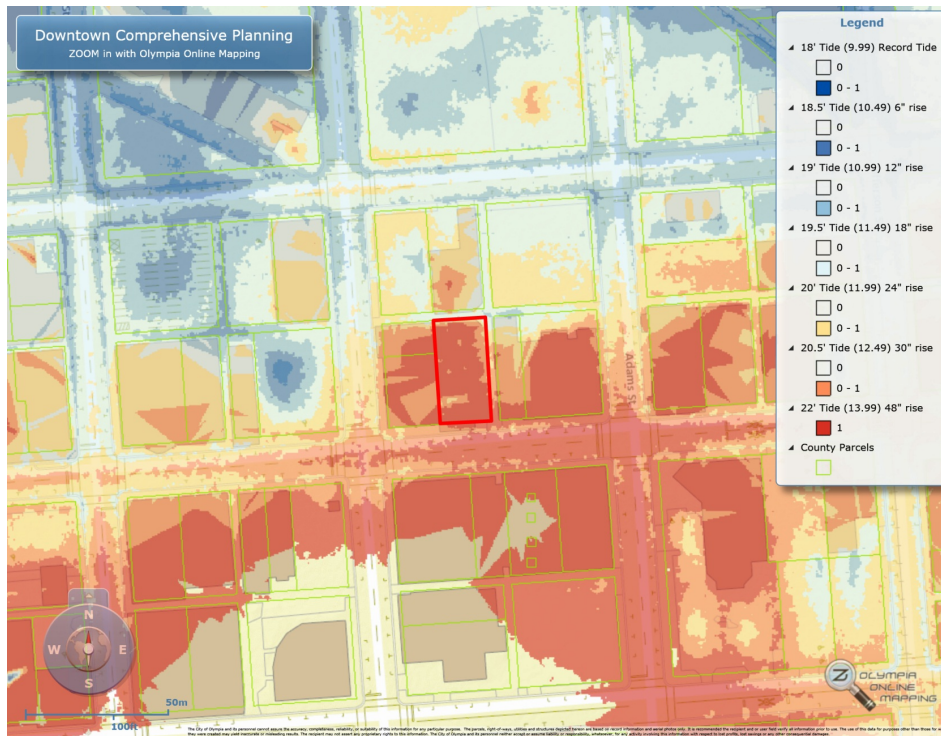 Downtown Comprehensive Planning
ZOOM in with Olympia Online Mapping
Legend
18' Tide (9.99) Record Tide
0
0 - 1
18.5' Tide (10.49) 6" rise
0
0 - 1
19' Tide (10.99) 12" rise
0
0 - 1
19.5' Tide (11.49) 18" rise
0
0 - 1
20' Tide (11.99) 24" rise
0
0 - 1
20.5' Tide (12.49) 30" rise
0
0 - 1
22' Tide (13.99) 48" rise
1
County Parcels
Adams St
N
W E
S
50m
100ft
OLYMPIA
ONLINE
MAPPING